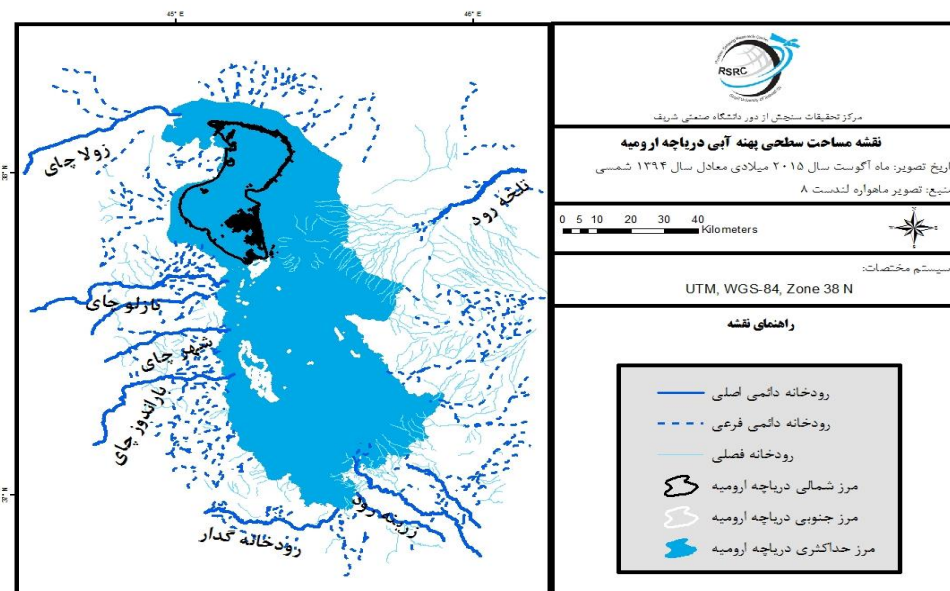 45° E
46° E
38° N
37° N
زولا چای
تلخه رود
نازلو چای
شهر چای
باراندوز چای
زرینه رود
رودخانه گدار
RSRC
مرکز تحقیقات سنجش از دور دانشگاه صنعتی شریف
نقشه مساحت سطحی پهنه آبی دریاچه ارومیه
تاریخ تصویر: ماه آگوست سال ۲۰۱۵ میلادی معادل سال ۱۳۹۴ شمسی
منبع: تصویر ماهواره لندست ۸
0 5 10 20 30 40
Kilometers
سیستم مختصات:
UTM, WGS-84, Zone 38 N
راهنمای نقشه
رودخانه دائمی اصلی
رودخانه دائمی فرعی
رودخانه فصلی
مرز شمالی دریاچه ارومیه
مرز جنوبی دریاچه ارومیه
مرز حداکثری دریاچه ارومیه